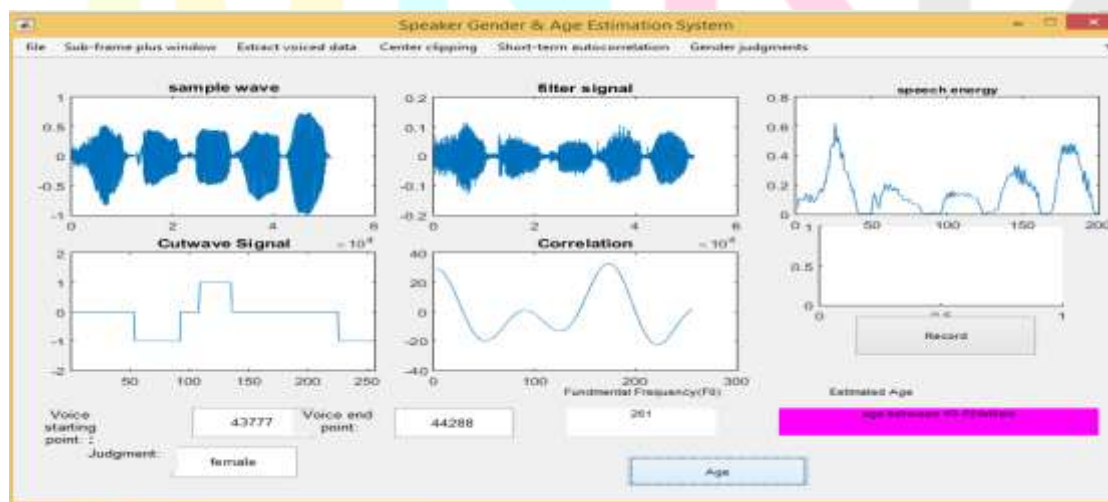 Speaker Gender & Age Estimation System
file Sub-frame plus window Extract voiced data Center clipping Short-term autocorrelation Gender judgments
sample wave
filter signal
speech energy
1
0.5
0
-0.5
-1
0 2 4 6
0.2
0.1
0
-0.1
-0.2
0 2 4 6
0.8
0.6
0.4
0.2
0
0 50 100 150 200
Cutwave Signal
Correlation
2
1
0
-1
-2
50 100 150 200 250
40
20
0
-20
-40
0 100 200 300
1
0.5
0
0 0.5 1
Record
Fundmental Frequency(F0)
Estimated Age
Voice
starting
point :
43777
Voice end
point:
44288
261
age between
Judgment:
female
Age